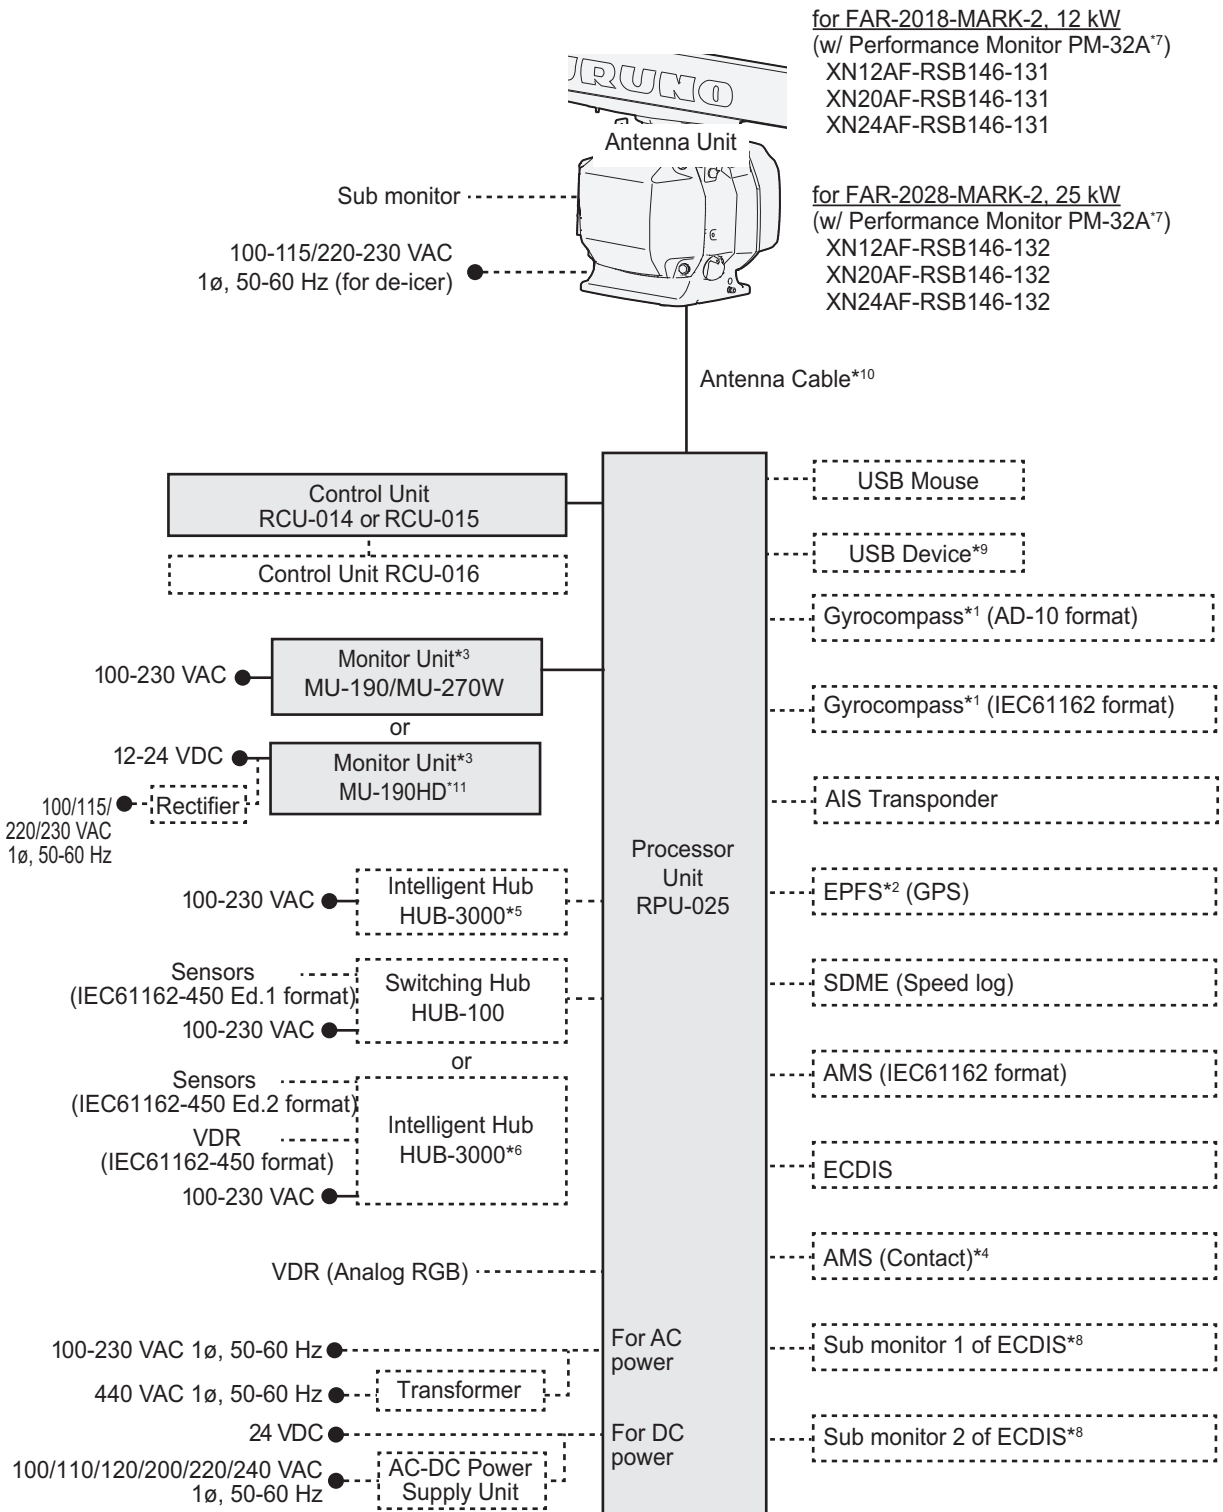 for FAR-2018-MARK-2, 12 kW
(w/ Performance Monitor PM-32A*7)
XN12AF-RSB146-131
XN20AF-RSB146-131
XN24AF-RSB146-131
URUNO
Antenna Unit
Sub monitor
for FAR-2028-MARK-2, 25 kW
(w/ Performance Monitor PM-32A*7)
XN12AF-RSB146-132
XN20AF-RSB146-132
XN24AF-RSB146-132
100-115/220-230 VAC
1ø, 50-60 Hz (for de-icer)
Antenna Cable*10
Control Unit
RCU-014 or RCU-015
Control Unit RCU-016
100-230 VAC
Monitor Unit*3
MU-190/MU-270W
or
12-24 VDC
Monitor Unit*3
MU-190HD*11
100/115/
220/230 VAC
1ø, 50-60 Hz
Rectifier
100-230 VAC
Intelligent Hub
HUB-3000*5
Sensors
(IEC61162-450 Ed.1 format)
100-230 VAC
Switching Hub
HUB-100
or
Sensors
(IEC61162-450 Ed.2 format)
VDR
(IEC61162-450 format)
100-230 VAC
Intelligent Hub
HUB-3000*6
VDR (Analog RGB)
100-230 VAC 1ø, 50-60 Hz
440 VAC 1ø, 50-60 Hz
Transformer
24 VDC
100/110/120/200/220/240 VAC
1ø, 50-60 Hz
AC-DC Power
Supply Unit
Processor
Unit
RPU-025
For AC
power
For DC
power
USB Mouse
USB Device*9
Gyrocompass*1 (AD-10 format)
Gyrocompass*1 (IEC61162 format)
AIS Transponder
EPFS*2 (GPS)
SDME (Speed log)
AMS (IEC61162 format)
ECDIS
AMS (Contact)*4
Sub monitor 1 of ECDIS*8
Sub monitor 2 of ECDIS*8